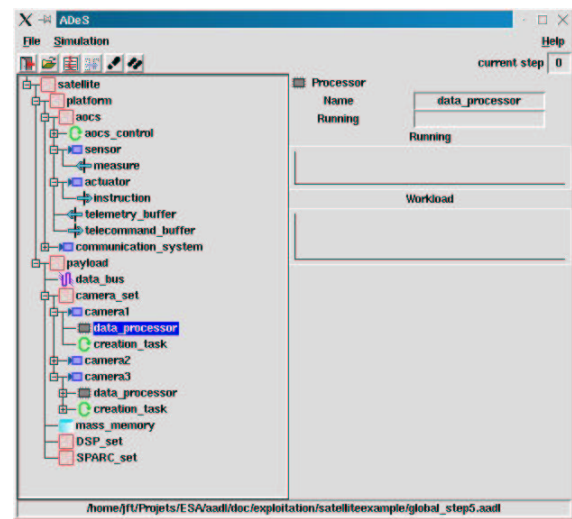 ADeS
File Simulation Help
current step 0
satellite
platform
aocs
aocs_control
sensor
measure
actuator
instruction
telemetry_buffer
telecommand_buffer
communication_system
payload
data_bus
camera_set
camera1
data_processor
creation_task
camera2
camera3
data_processor
creation_task
mass_memory
DSP_set
SPARC_set
Processor
Name data_processor
Running
Running
Workload
/home/jft/Projets/ESA/aadl/doc/exploitation/satelliteexample/global_step5.aadl